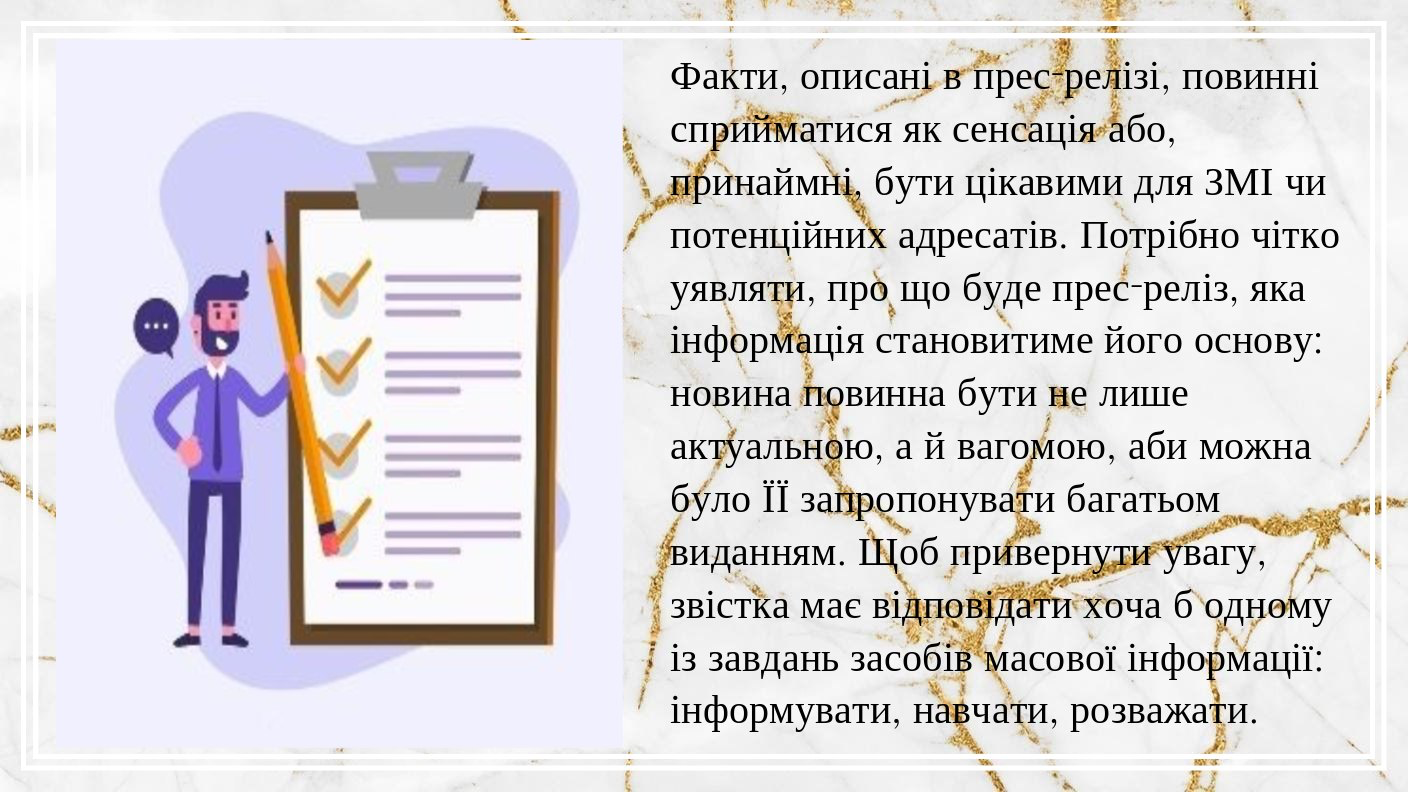 Факти, описані в прес-релізі, повинні
сприйматися як сенсація або,
принаймні, бути цікавими для ЗМІ чи
потенційних адресатів. Потрібно чітко
уявляти, про що буде прес-реліз, яка
інформація становитиме його основу:
новина повинна бути не лише
актуальною, а й вагомою, аби можна
було ЇЇ запропонувати багатьом
виданням. Щоб привернути увагу,
звістка має відповідати хоча б одному
із завдань засобів масової інформації:
інформувати, навчати, розважати.